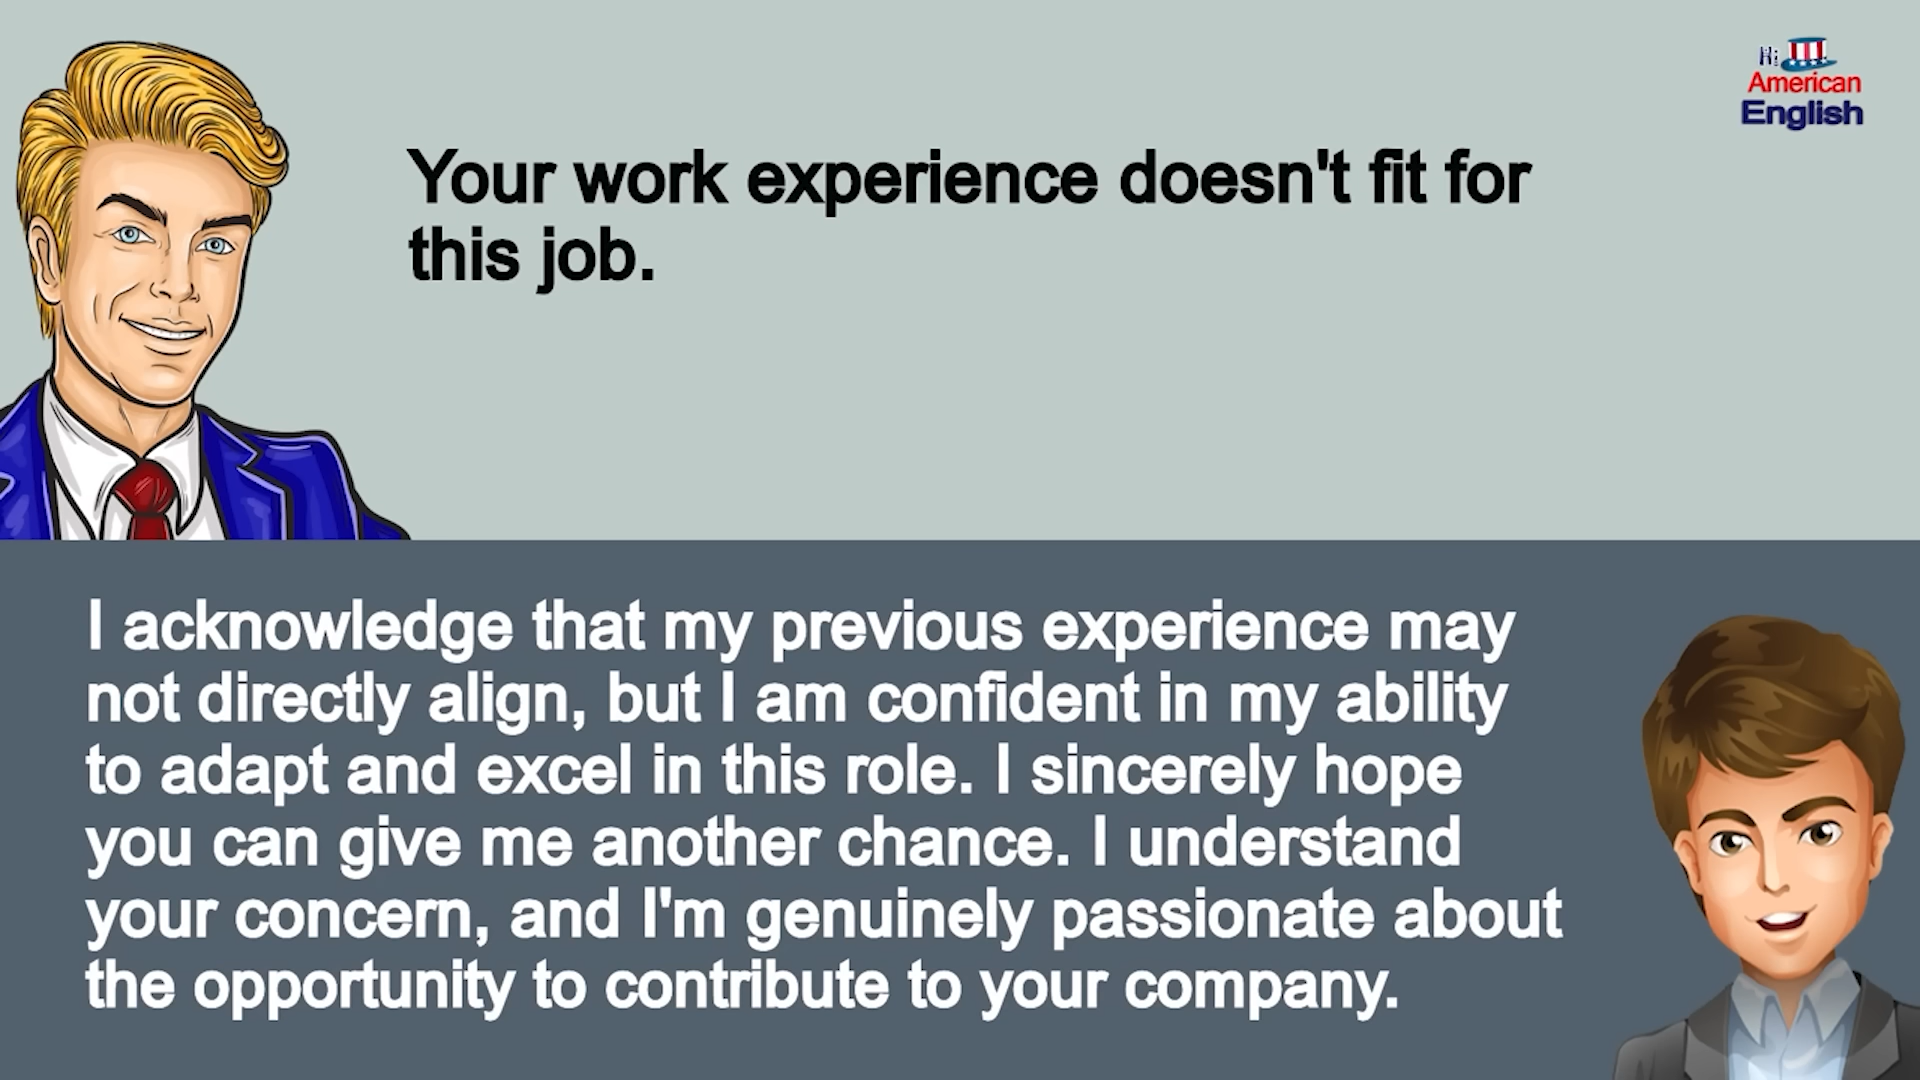 Hi
American
English
Your work experience doesn't fit for
this job.
I acknowledge that my previous experience may
not directly align, but I am confident in my ability
to adapt and excel in this role. I sincerely hope
you can give me another chance. I understand
your concern, and I'm genuinely passionate about
the opportunity to contribute to your company.